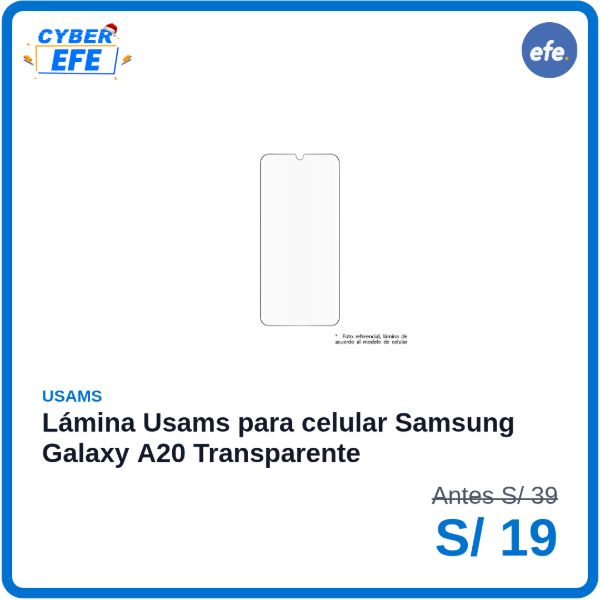 CYBER
EFE
efe.
* Foto referencial, lámina de
acuerdo al modelo de celular
USAMS
Lámina Usams para celular Samsung
Galaxy A20 Transparente
Antes S/ 39
S/ 19